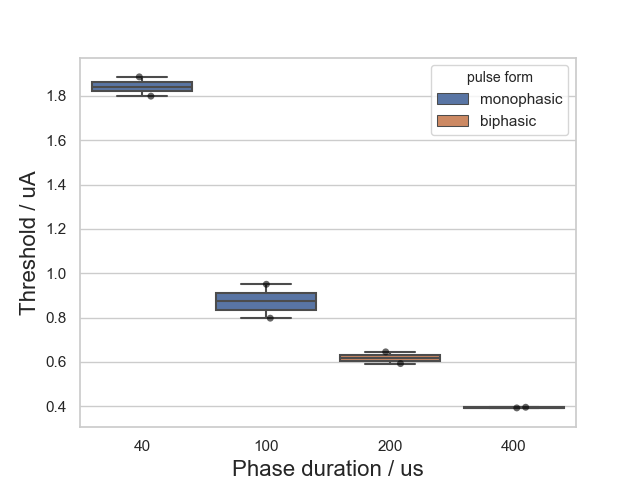 pulse form
monophasic
biphasic
Threshold / uA
1.8
1.6
1.4
1.2
1.0
0.8
0.6
0.4
40 100 200 400
Phase duration / us